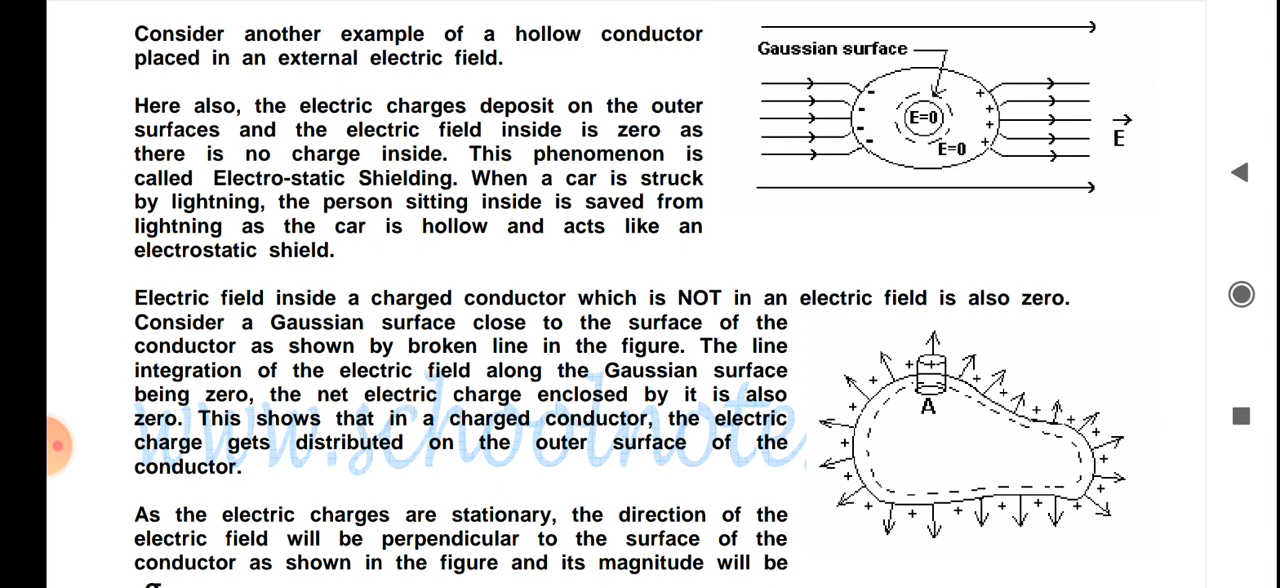 Consider another example of a hollow conductor
placed in an external electric field.
Here also, the electric charges deposit on the outer
surfaces and the electric field inside is zero as
there is no charge inside. This phenomenon is
called Electro-static Shielding. When a car is struck
by lightning, the person sitting inside is saved from
lightning as the car is hollow and acts like an
electrostatic shield.
Gaussian surface
E=0
E=0
E
Electric field inside a charged conductor which is NOT in an electric field is also zero.
Consider a Gaussian surface close to the surface of the
conductor as shown by broken line in the figure. The line
integration of the electric field along the Gaussian surface
being zero, the net electric charge enclosed by it is also
zero. This shows that in a charged conductor, the electric
charge gets distributed on the outer surface of the
conductor.
A
www.schoolnote
As the electric charges are stationary, the direction of the
electric field will be perpendicular to the surface of the
conductor as shown in the figure and its magnitude will be